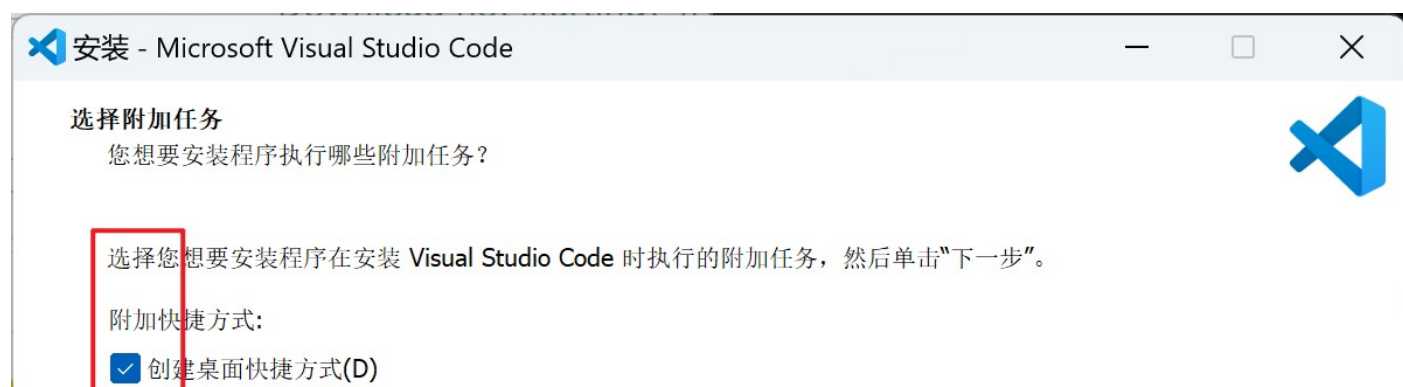 安装 - Microsoft Visual Studio Code
选择附加任务
您想要安装程序执行哪些附加任务？
选择您想要安装程序在安装 Visual Studio Code 时执行的附加任务，然后单击“下一步”。
附加快捷方式:
创建桌面快捷方式(D)